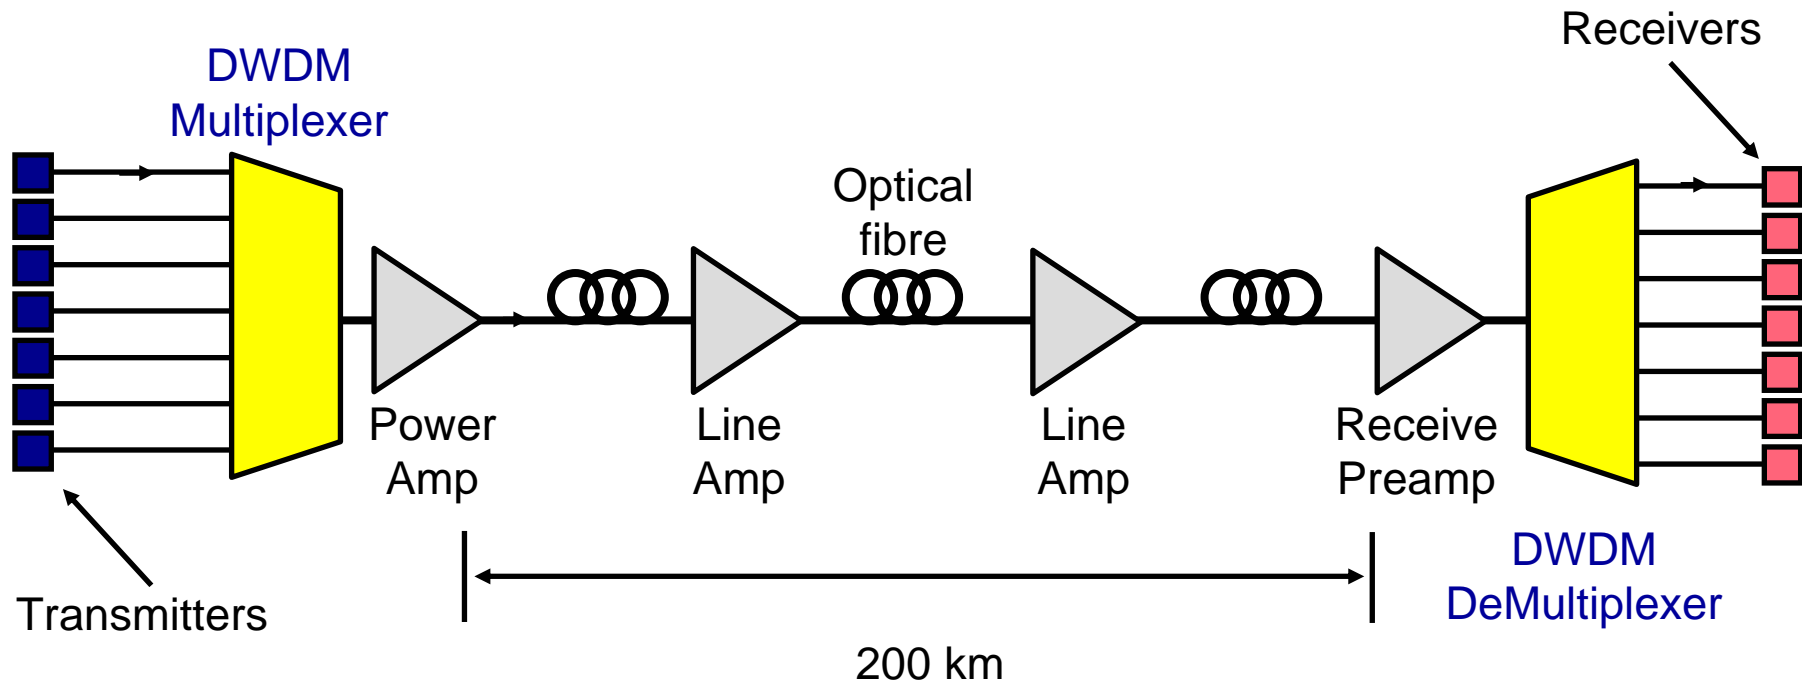 Receivers
DWDM
Multiplexer
Optical
fibre
Power
Amp
Line
Amp
Line
Amp
Receive
Preamp
Transmitters
DWDM
DeMultiplexer
200 km